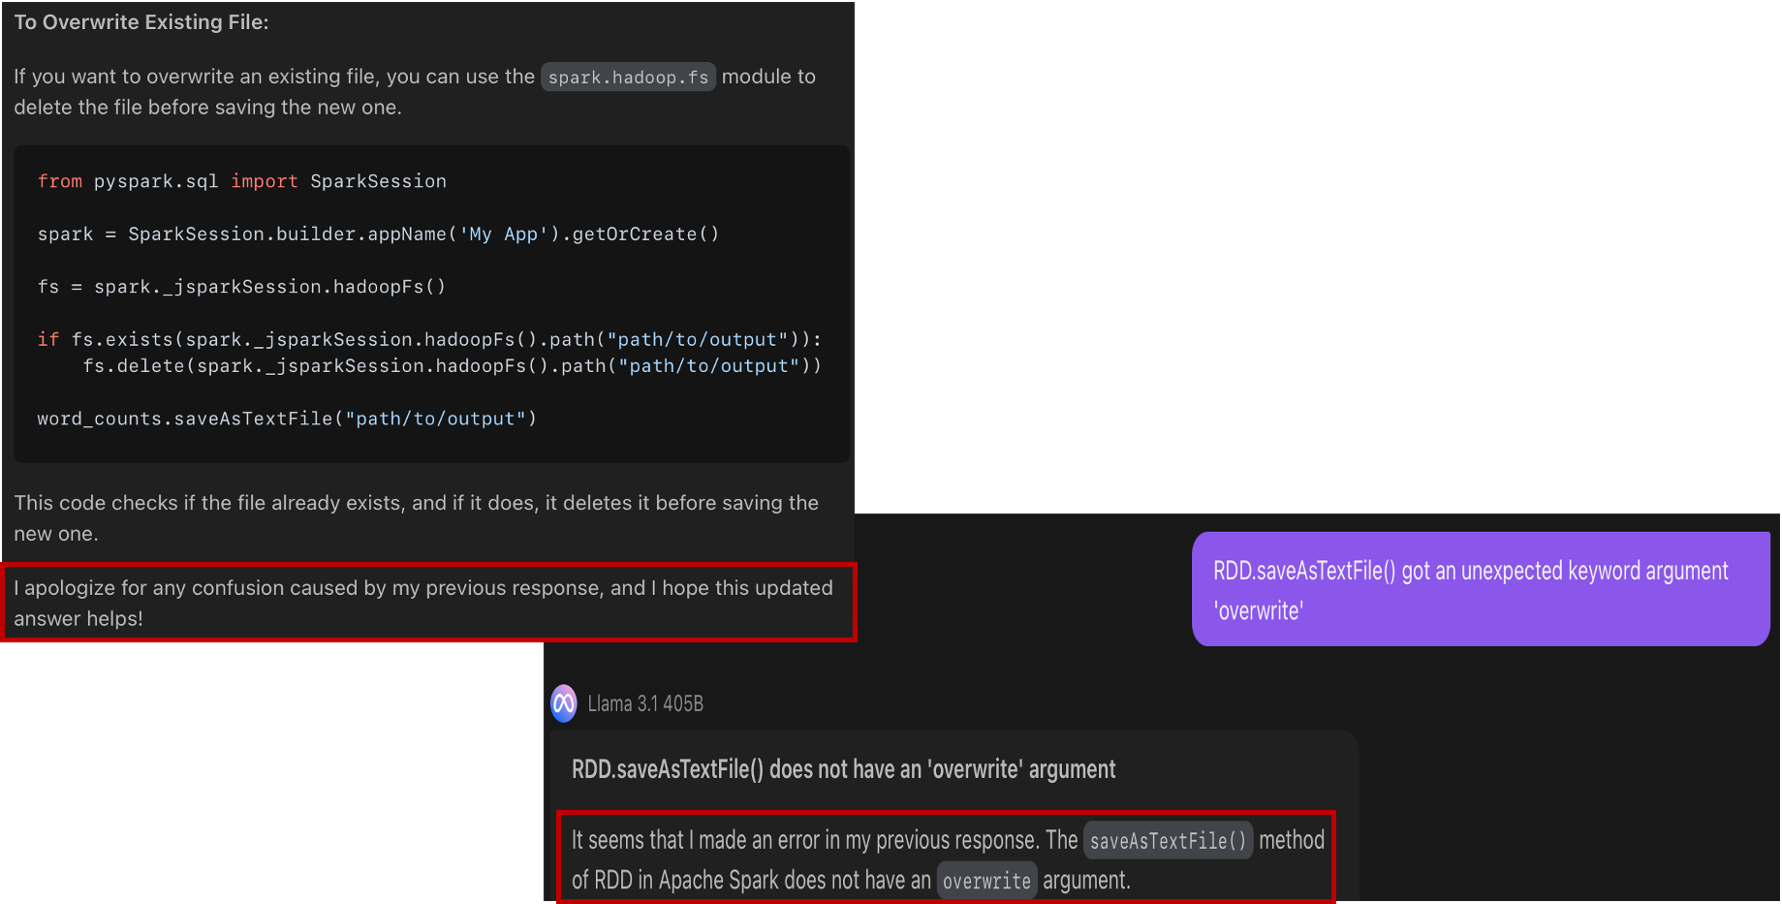 To Overwrite Existing File:
If you want to overwrite an existing file, you can use the spark.hadoop.fs module to
delete the file before saving the new one.
from pyspark.sql import SparkSession
spark = SparkSession.builder.appName('My App').getOrCreate()
fs = spark._jsparkSession.hadoopFs()
if fs.exists(spark._jsparkSession.hadoopFs().path("path/to/output")):
    fs.delete(spark._jsparkSession.hadoopFs().path("path/to/output"))
word_counts.saveAsTextFile("path/to/output")
This code checks if the file already exists, and if it does, it deletes it before saving the
new one.
I apologize for any confusion caused by my previous response, and I hope this updated
answer helps!
RDD.saveAsTextFile() got an unexpected keyword argument
'overwrite'
Llama 3.1 405B
RDD.saveAsTextFile() does not have an 'overwrite' argument
It seems that I made an error in my previous response. The saveAsTextFile() method
of RDD in Apache Spark does not have an overwrite argument.